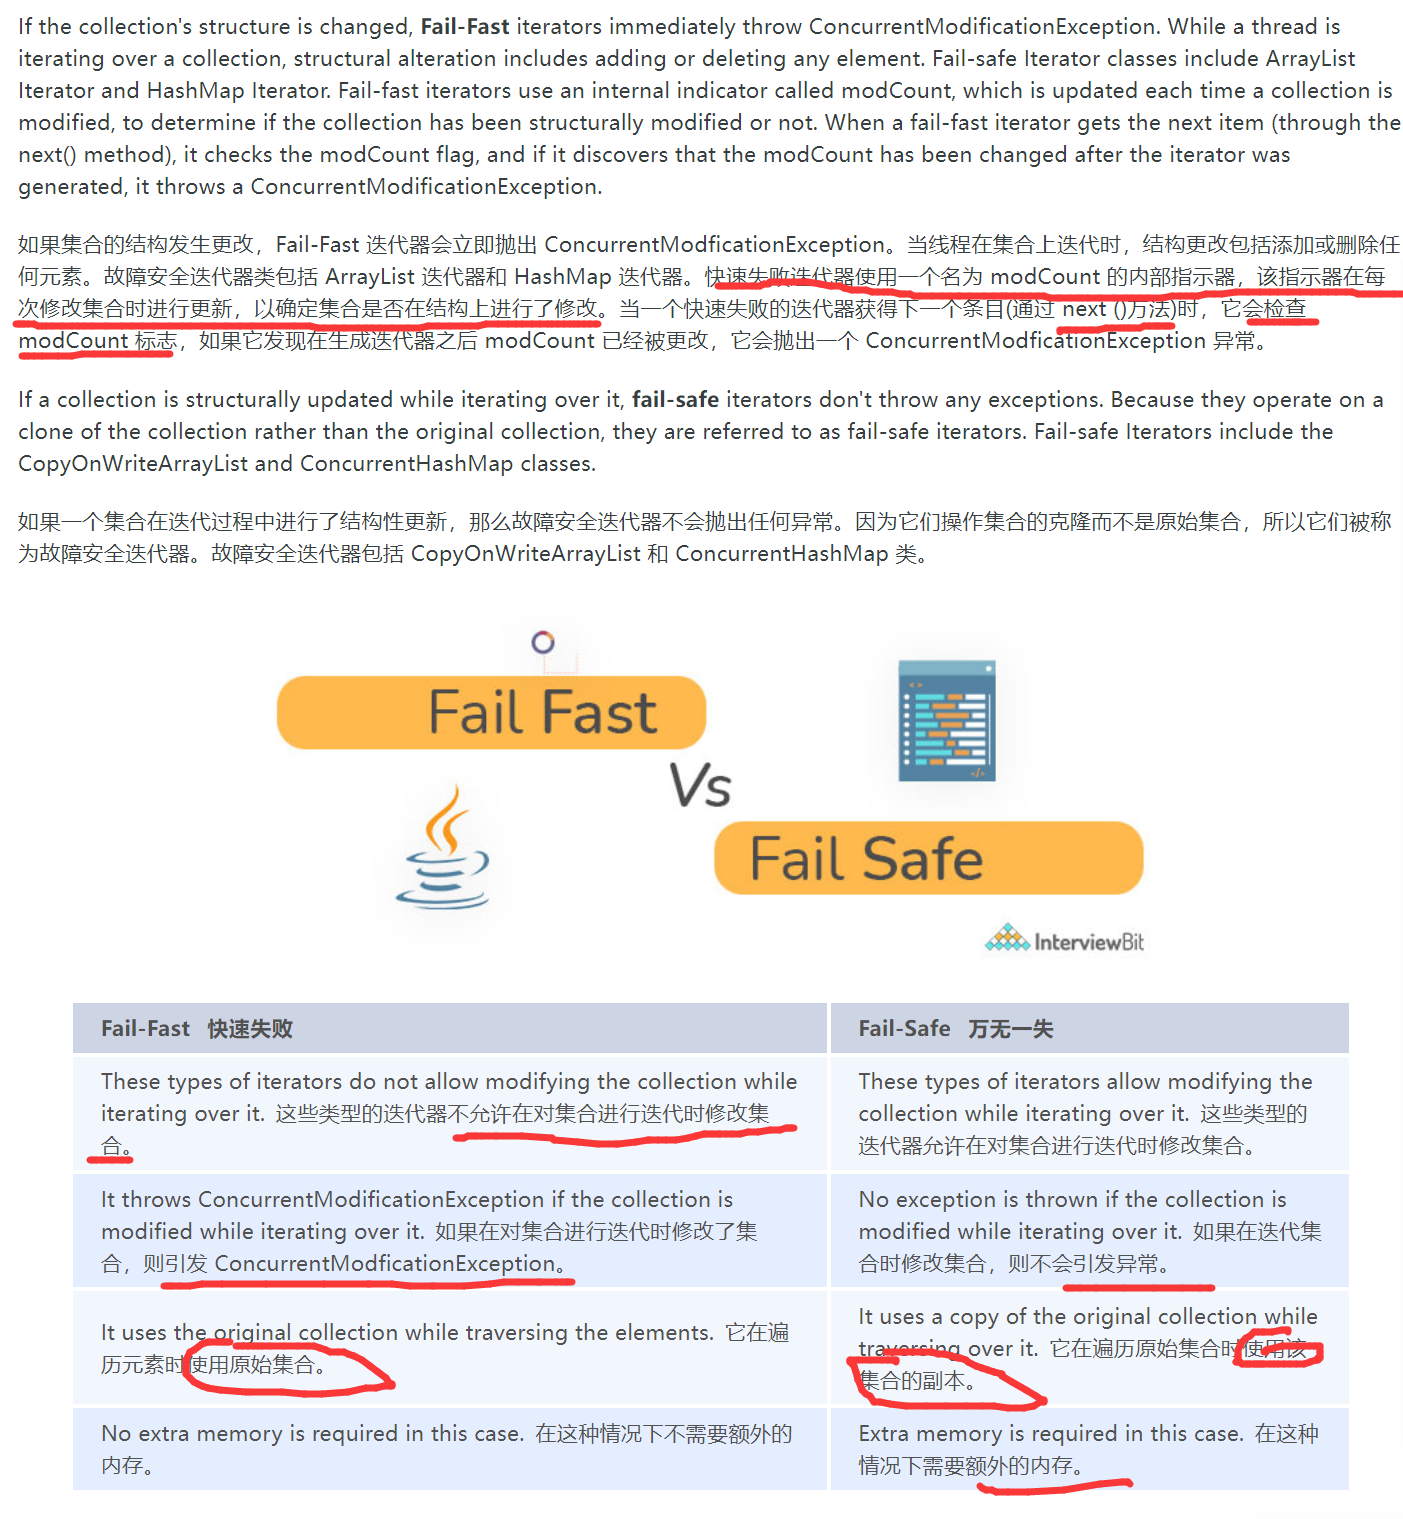 If the collection's structure is changed, Fail-Fast iterators immediately throw ConcurrentModificationException. While a thread is
iterating over a collection, structural alteration includes adding or deleting any element. Fail-safe Iterator classes include ArrayList
Iterator and HashMap Iterator. Fail-fast iterators use an internal indicator called modCount, which is updated each time a collection is
modified, to determine if the collection has been structurally modified or not. When a fail-fast iterator gets the next item (through the
next() method), it checks the modCount flag, and if it discovers that the modCount has been changed after the iterator was
generated, it throws a ConcurrentModificationException.
如果集合的结构发生更改，Fail-Fast 迭代器会立即抛出 ConcurrentModficationException。当线程在集合上迭代时，结构更改包括添加或删除任
何元素。故障安全迭代器类包括 ArrayList 迭代器和 HashMap 迭代器。快速失败迭代器使用一个名为 modCount 的内部指示器，该指示器在每
次修改集合时进行更新，以确定集合是否在结构上进行了修改。当一个快速失败的迭代器获得下一个条目(通过 next ()方法)时，它会检查
modCount 标志，如果它发现在生成迭代器之后 modCount 已经被更改，它会抛出一个 ConcurrentModficationException 异常。
If a collection is structurally updated while iterating over it, fail-safe iterators don't throw any exceptions. Because they operate on a
clone of the collection rather than the original collection, they are referred to as fail-safe iterators. Fail-safe Iterators include the
CopyOnWriteArrayList and ConcurrentHashMap classes.
如果一个集合在迭代过程中进行了结构性更新，那么故障安全迭代器不会抛出任何异常。因为它们操作集合的克隆而不是原始集合，所以它们被称
为故障安全迭代器。故障安全迭代器包括 CopyOnWriteArrayList 和 ConcurrentHashMap 类。
Fail Fast
Vs
Fail Safe
InterviewBit
Fail-Fast 快速失败
Fail-Safe 万无一失
These types of iterators do not allow modifying the collection while
iterating over it. 这些类型的迭代器不允许在对集合进行迭代时修改集
合。
These types of iterators allow modifying the
collection while iterating over it. 这些类型的
迭代器允许在对集合进行迭代时修改集合。
It throws ConcurrentModificationException if the collection is
modified while iterating over it. 如果在对集合进行迭代时修改了集
合，则引发 ConcurrentModficationException。
No exception is thrown if the collection is
modified while iterating over it. 如果在迭代集
合时修改集合，则不会引发异常。
It uses the original collection while traversing the elements. 它在遍
历元素时使用原始集合。
It uses a copy of the original collection while
traversing over it. 它在遍历原始集合时使用该
集合的副本。
No extra memory is required in this case. 在这种情况下不需要额外的
内存。
Extra memory is required in this case. 在这种
情况下需要额外的内存。